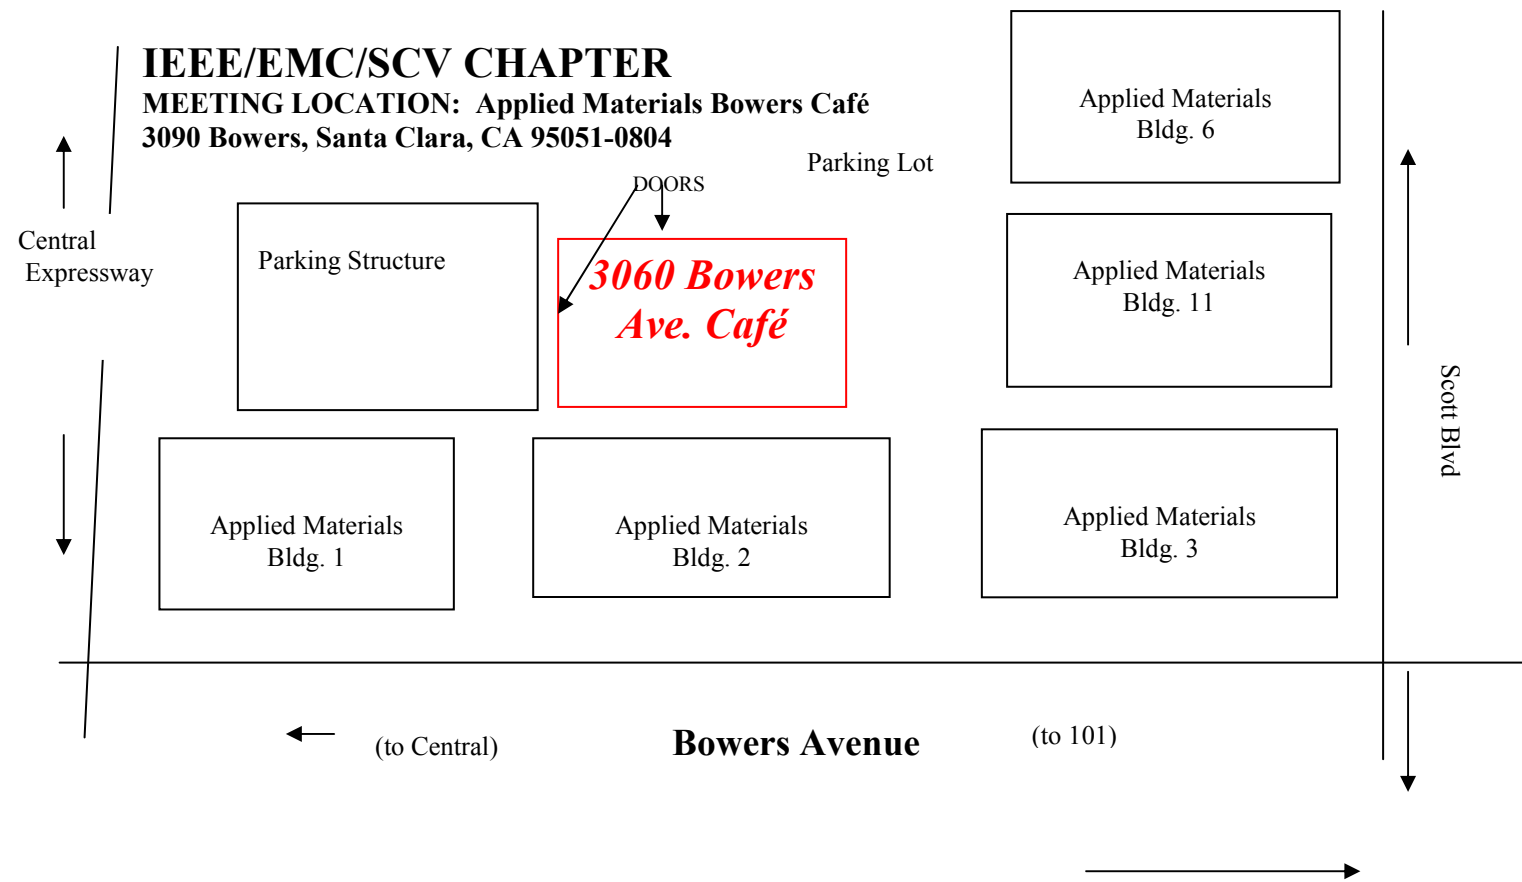 IEEE/EMC/SCV CHAPTER
MEETING LOCATION:  Applied Materials Bowers Café
3090 Bowers, Santa Clara, CA 95051-0804
Applied Materials
Bldg. 6
Parking Lot
DOORS
Central
Expressway
Parking Structure
3060 Bowers
Ave. Café
Applied Materials
Bldg. 11
Scott Blvd
Applied Materials
Bldg. 1
Applied Materials
Bldg. 2
Applied Materials
Bldg. 3
(to Central)
Bowers Avenue
(to 101)